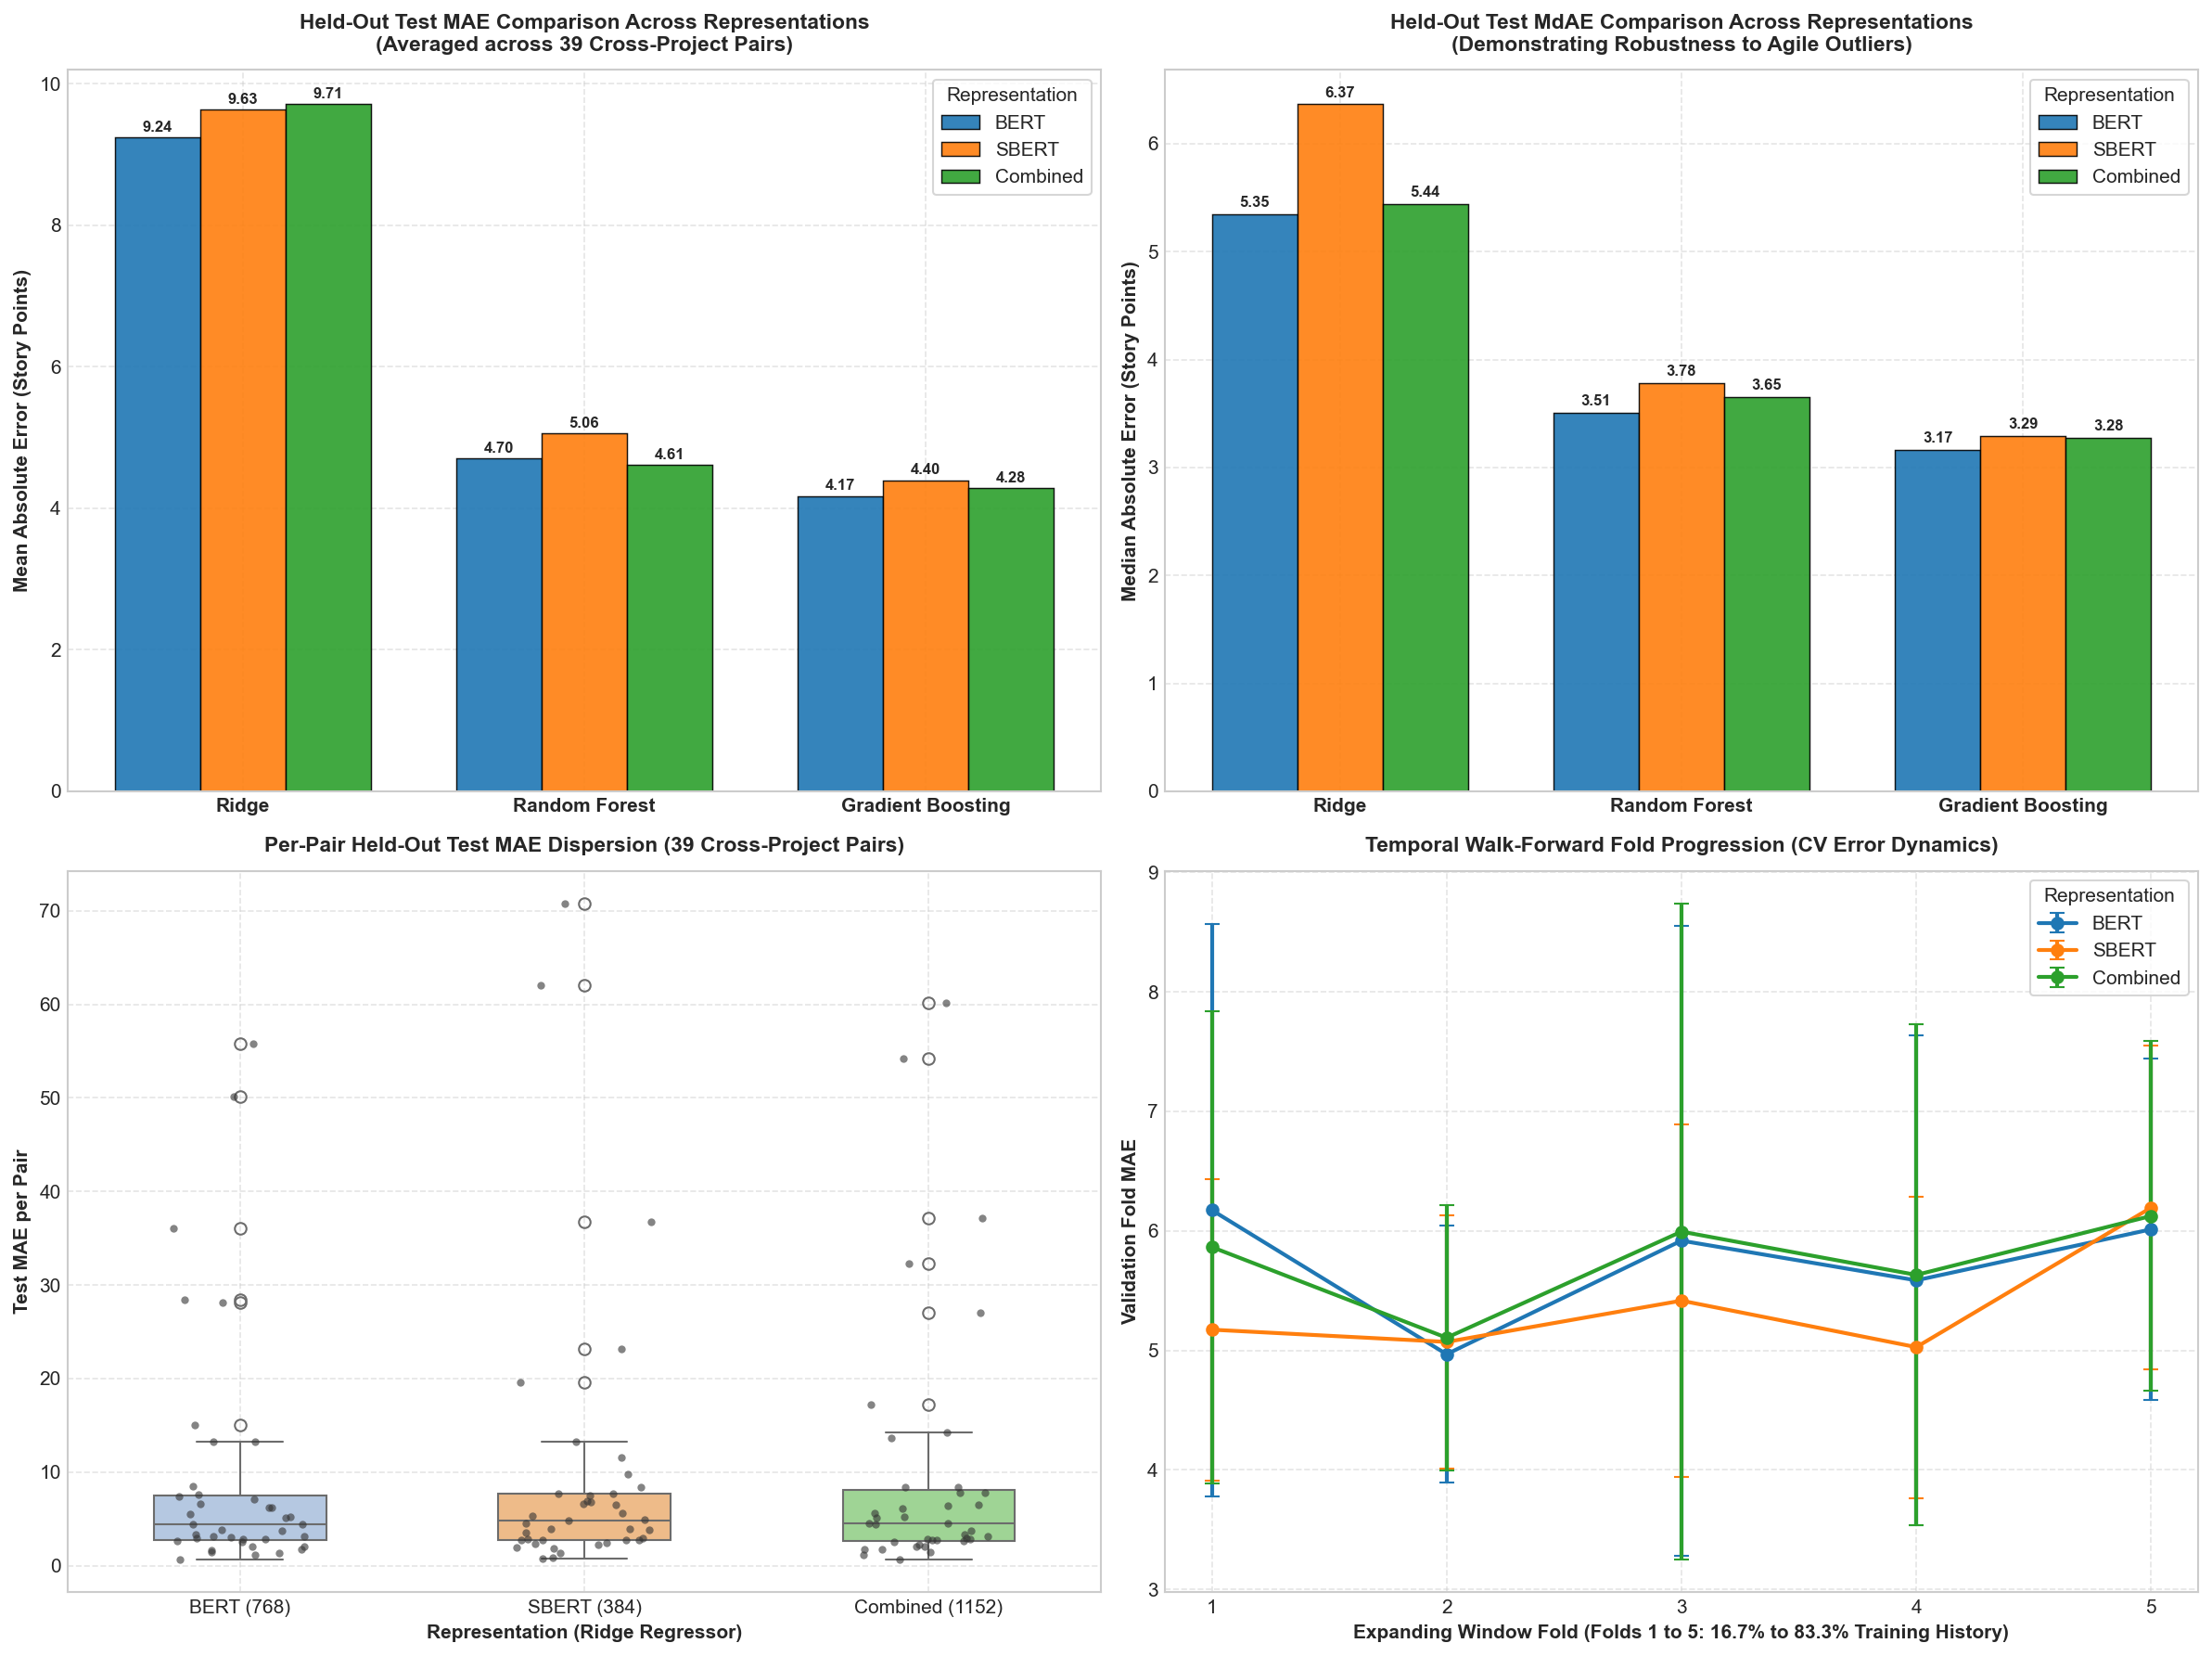 Held-Out Test MAE Comparison Across Representations
(Averaged across 39 Cross-Project Pairs)
Mean Absolute Error (Story Points)
10
8
6
4
2
0
9.24
9.63
9.71
4.70
5.06
4.61
4.17
4.40
4.28
Representation
BERT
SBERT
Combined
Ridge
Random Forest
Gradient Boosting
Held-Out Test MdAE Comparison Across Representations
(Demonstrating Robustness to Agile Outliers)
Median Absolute Error (Story Points)
6
5
4
3
2
1
0
5.35
6.37
5.44
3.51
3.78
3.65
3.17
3.29
3.28
Representation
BERT
SBERT
Combined
Ridge
Random Forest
Gradient Boosting
Per-Pair Held-Out Test MAE Dispersion (39 Cross-Project Pairs)
Test MAE per Pair
70
60
50
40
30
20
10
0
BERT (768)
SBERT (384)
Combined (1152)
Representation (Ridge Regressor)
Temporal Walk-Forward Fold Progression (CV Error Dynamics)
Validation Fold MAE
9
8
7
6
5
4
3
Representation
BERT
SBERT
Combined
1
2
3
4
5
Expanding Window Fold (Folds 1 to 5: 16.7% to 83.3% Training History)